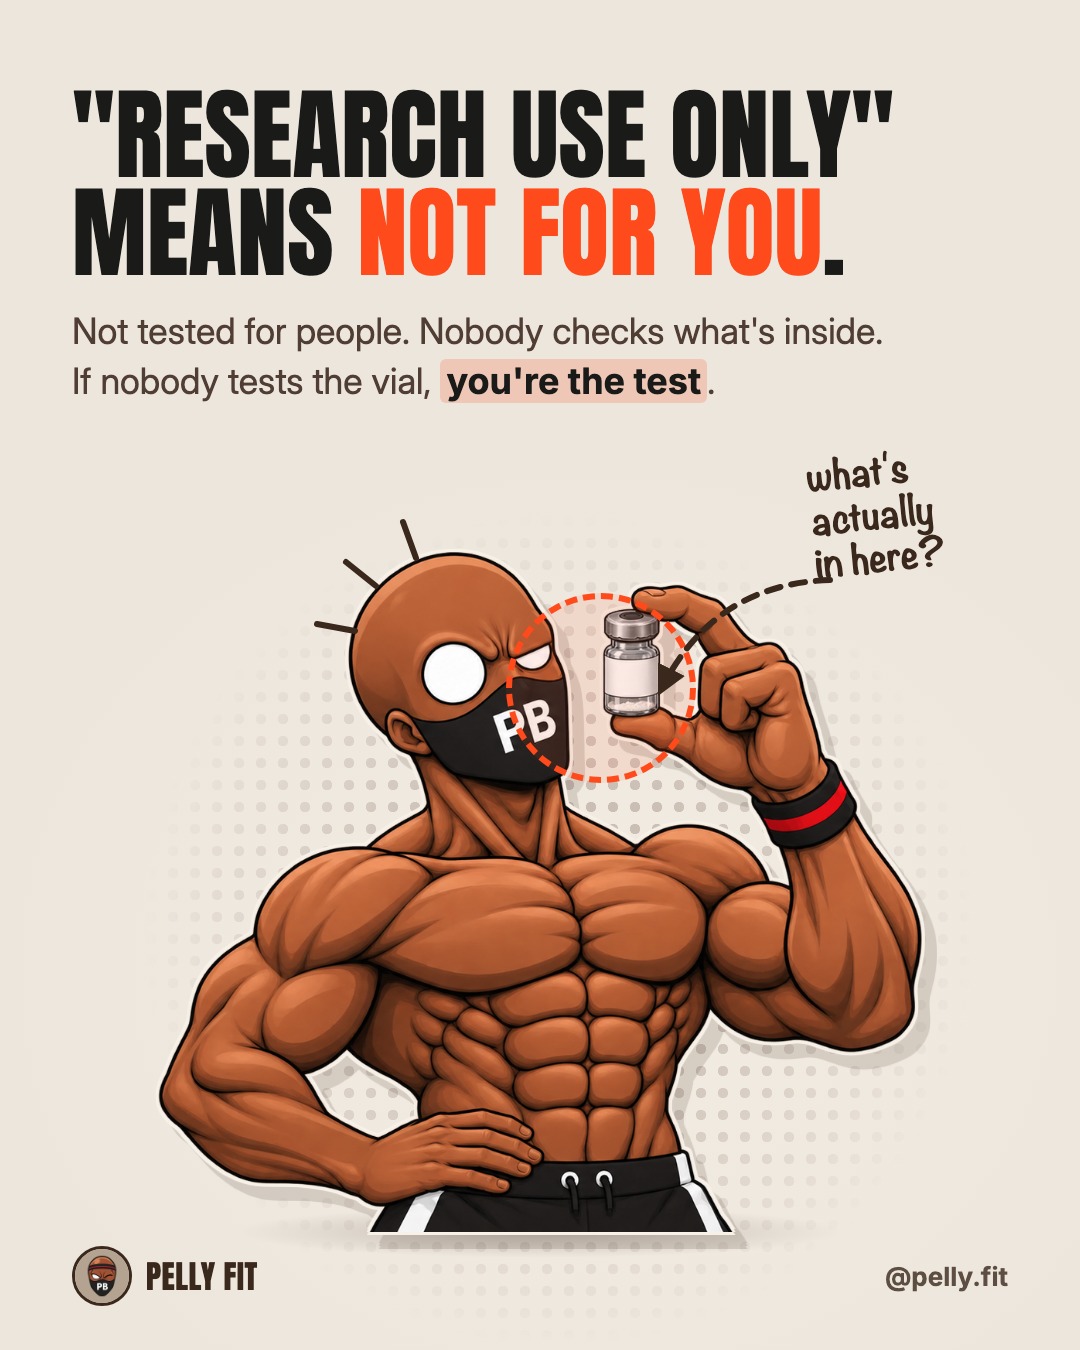 "RESEARCH USE ONLY"
MEANS NOT FOR YOU.
Not tested for people. Nobody checks what's inside.
If nobody tests the vial, you're the test.
what's
actually
in here?
PB
PB
PELLY FIT
@pelly.fit